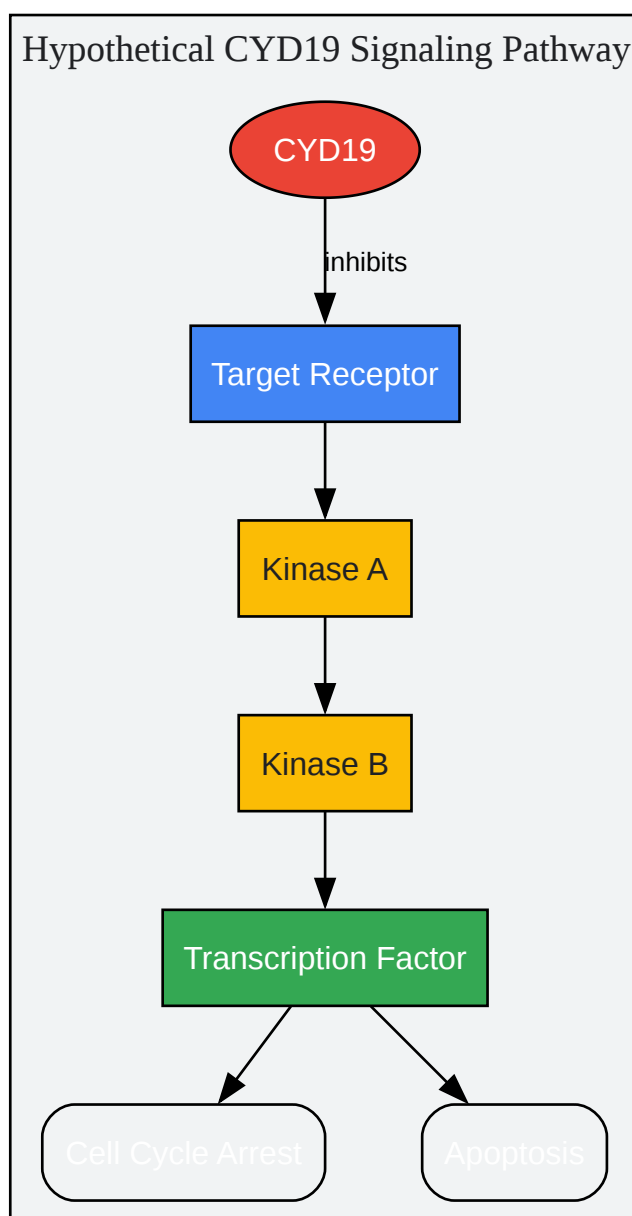 Hypothetical CYD19 Signaling Pathway
CYD19
inhibits
Target Receptor
Kinase A
Kinase B
Transcription Factor
Cell Cycle Arrest
Apoptosis